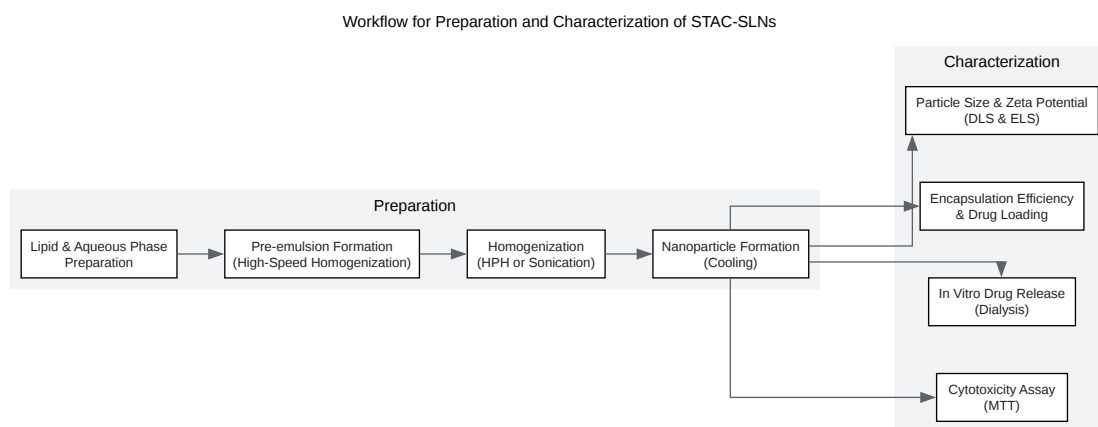 Workflow for Preparation and Characterization of STAC-SLNs
Preparation
Lipid & Aqueous Phase
Preparation
Pre-emulsion Formation
(High-Speed Homogenization)
Homogenization
(HPH or Sonication)
Nanoparticle Formation
(Cooling)
Characterization
Particle Size & Zeta Potential
(DLS & ELS)
Encapsulation Efficiency
& Drug Loading
In Vitro Drug Release
(Dialysis)
Cytotoxicity Assay
(MTT)